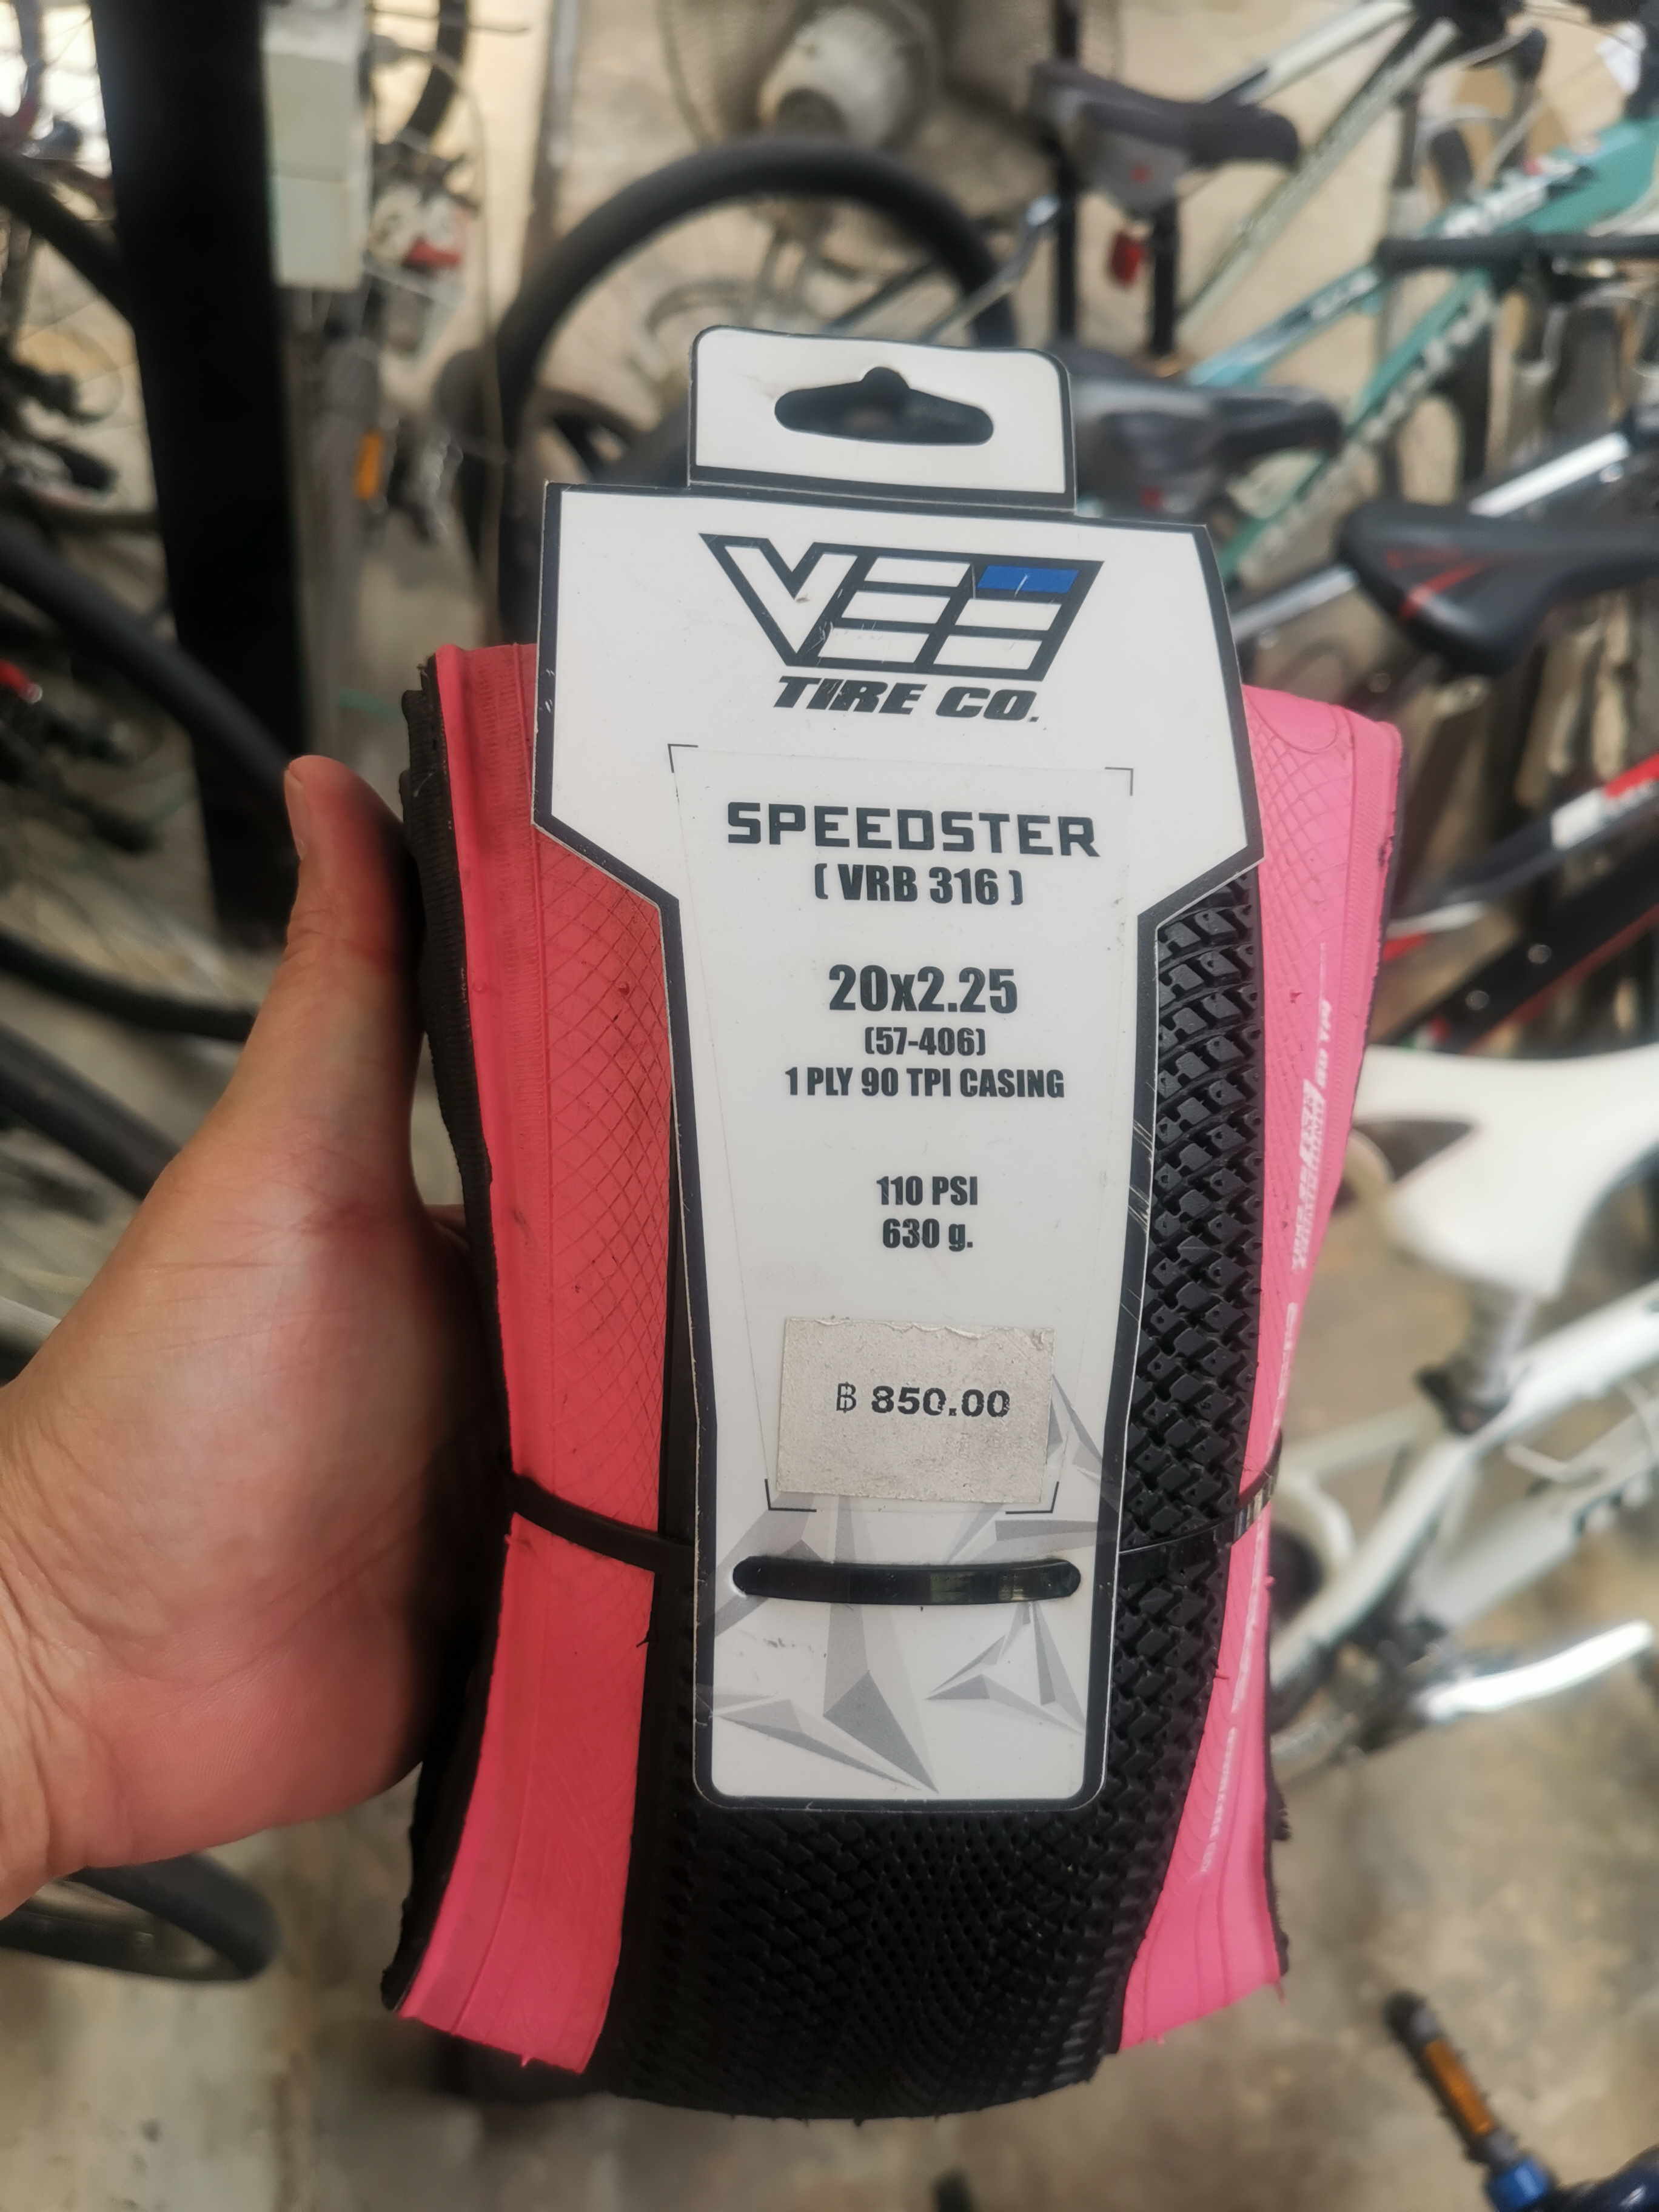 VEE
TIRE CO.
SPEEDSTER
( VRB 316 )
20x2.25
(57-406)
1 PLY 90 TPI CASING
110 PSI
630 g.
฿ 850.00